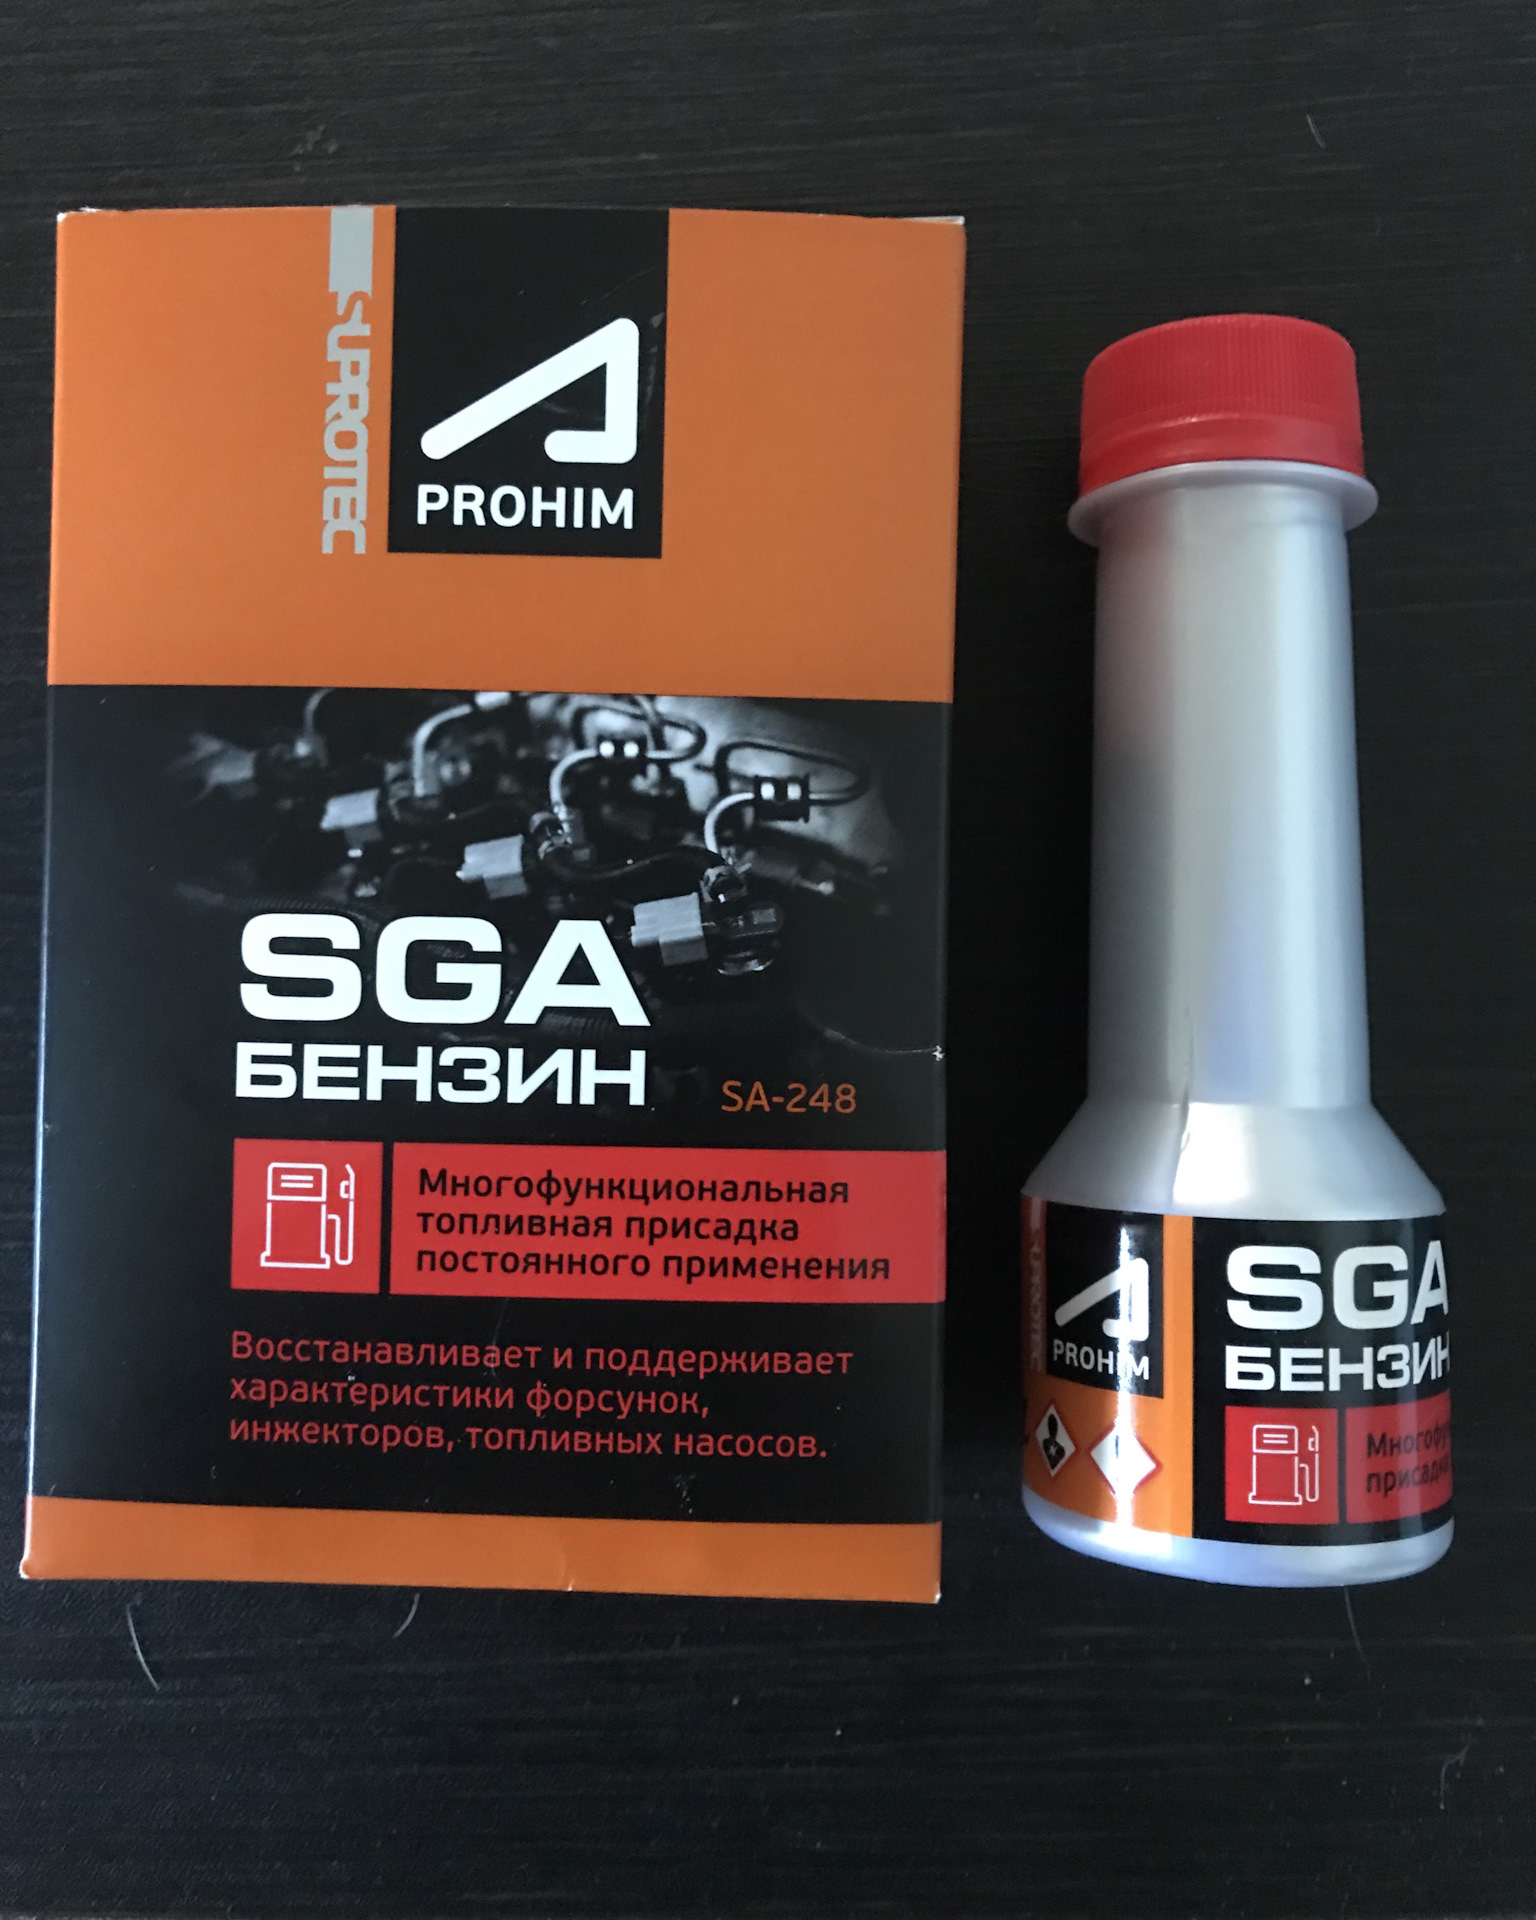 SUPROTEC
PROHIM
SGA
БЕНЗИН
SA-248
Многофункциональная
топливная присадка
постоянного применения
Восстанавливает и поддерживает
характеристики форсунок,
инжекторов, топливных насосов.
SUPROTEC
PROHIM
SGA
БЕНЗИН